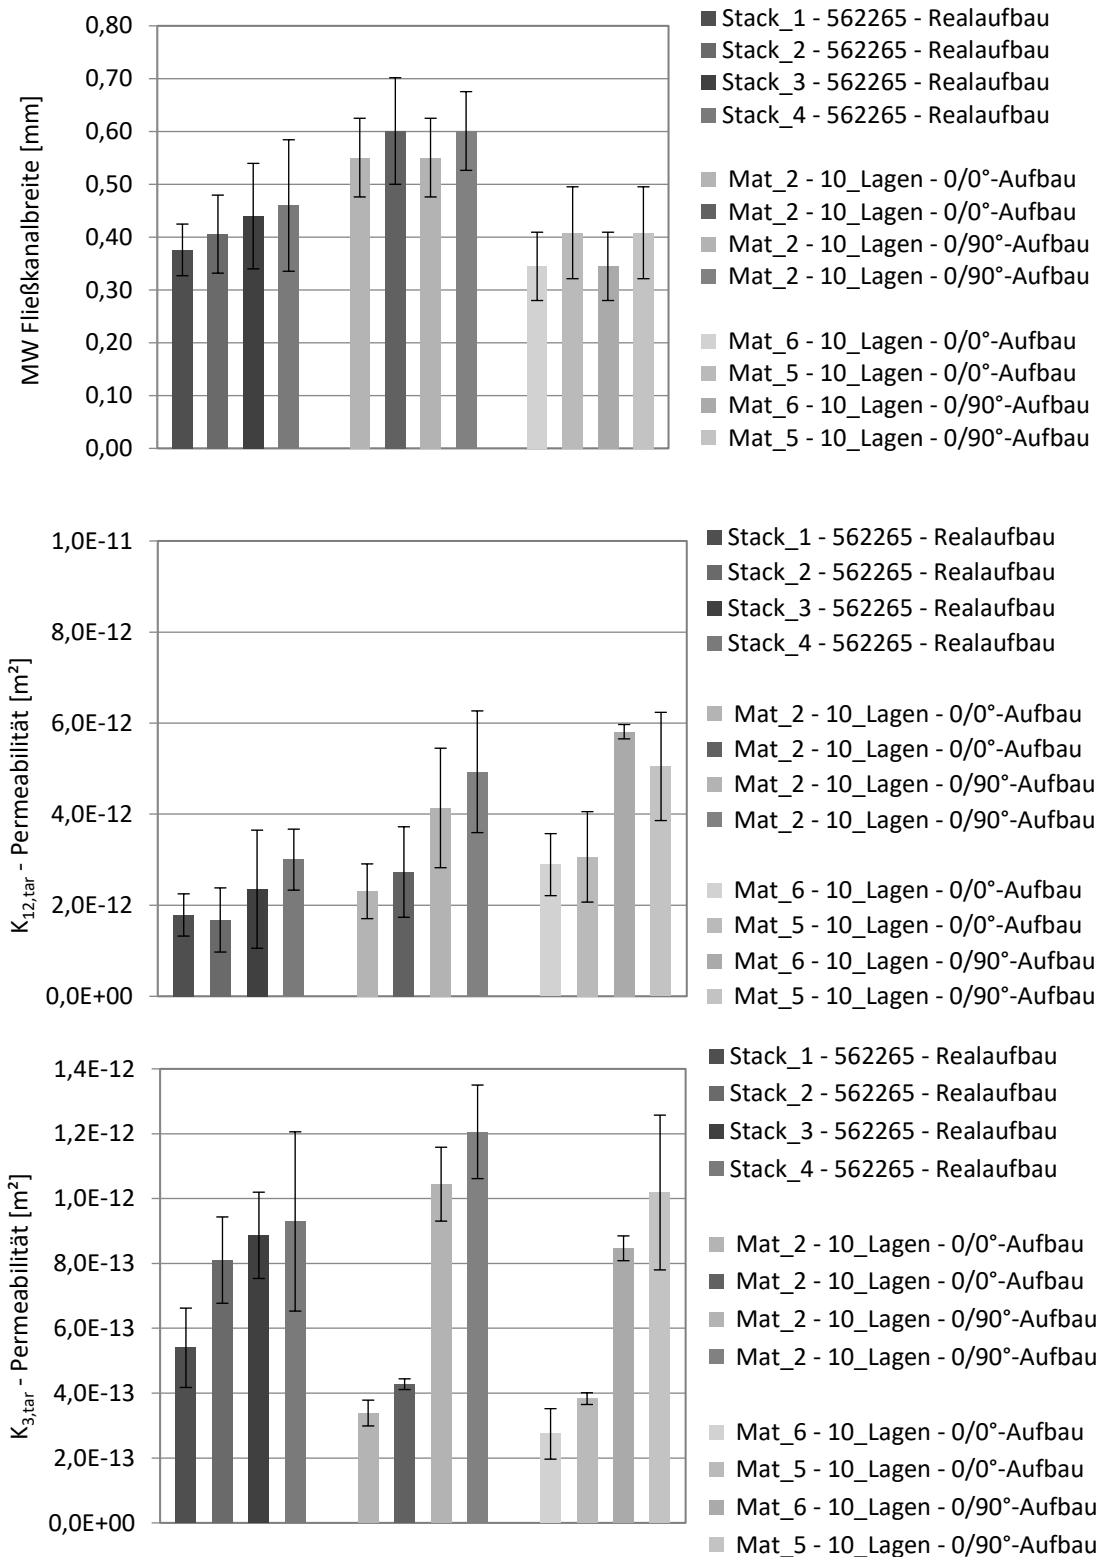 0,80
0,70
0,60
0,50
0,40
0,30
0,20
0,10
0,00
MW Fließkanalbreite [mm]
Stack_1 - 562265 - Realaufbau
Stack_2 - 562265 - Realaufbau
Stack_3 - 562265 - Realaufbau
Stack_4 - 562265 - Realaufbau
Mat_2 - 10_Lagen - 0/0°-Aufbau
Mat_2 - 10_Lagen - 0/0°-Aufbau
Mat_2 - 10_Lagen - 0/90°-Aufbau
Mat_2 - 10_Lagen - 0/90°-Aufbau
Mat_6 - 10_Lagen - 0/0°-Aufbau
Mat_5 - 10_Lagen - 0/0°-Aufbau
Mat_6 - 10_Lagen - 0/90°-Aufbau
Mat_5 - 10_Lagen - 0/90°-Aufbau
1,0E-11
8,0E-12
6,0E-12
4,0E-12
2,0E-12
0,0E+00
K12,tar - Permeabilität [m²]
Stack_1 - 562265 - Realaufbau
Stack_2 - 562265 - Realaufbau
Stack_3 - 562265 - Realaufbau
Stack_4 - 562265 - Realaufbau
Mat_2 - 10_Lagen - 0/0°-Aufbau
Mat_2 - 10_Lagen - 0/0°-Aufbau
Mat_2 - 10_Lagen - 0/90°-Aufbau
Mat_2 - 10_Lagen - 0/90°-Aufbau
Mat_6 - 10_Lagen - 0/0°-Aufbau
Mat_5 - 10_Lagen - 0/0°-Aufbau
Mat_6 - 10_Lagen - 0/90°-Aufbau
Mat_5 - 10_Lagen - 0/90°-Aufbau
1,4E-12
1,2E-12
1,0E-12
8,0E-13
6,0E-13
4,0E-13
2,0E-13
0,0E+00
K3,tar - Permeabilität [m²]
Stack_1 - 562265 - Realaufbau
Stack_2 - 562265 - Realaufbau
Stack_3 - 562265 - Realaufbau
Stack_4 - 562265 - Realaufbau
Mat_2 - 10_Lagen - 0/0°-Aufbau
Mat_2 - 10_Lagen - 0/0°-Aufbau
Mat_2 - 10_Lagen - 0/90°-Aufbau
Mat_2 - 10_Lagen - 0/90°-Aufbau
Mat_6 - 10_Lagen - 0/0°-Aufbau
Mat_5 - 10_Lagen - 0/0°-Aufbau
Mat_6 - 10_Lagen - 0/90°-Aufbau
Mat_5 - 10_Lagen - 0/90°-Aufbau